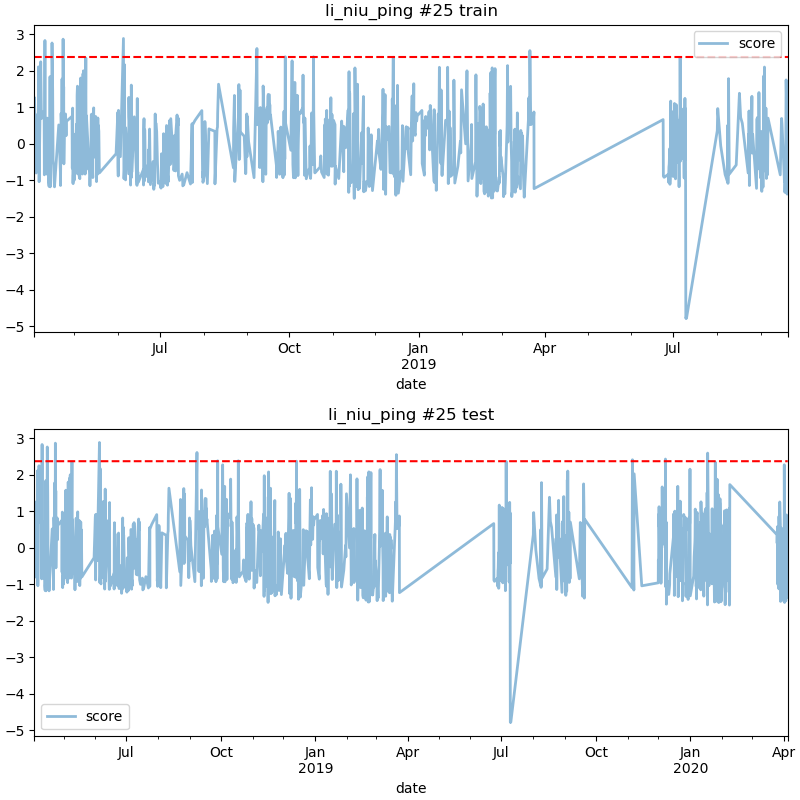 li_niu_ping #25 train
score
3
2
1
0
−1
−2
−3
−4
−5
Jul
Oct
Jan
2019
Apr
Jul
date
li_niu_ping #25 test
3
2
1
0
−1
−2
−3
−4
−5
score
Jul
Oct
Jan
2019
Apr
Jul
Oct
Jan
2020
Apr
date